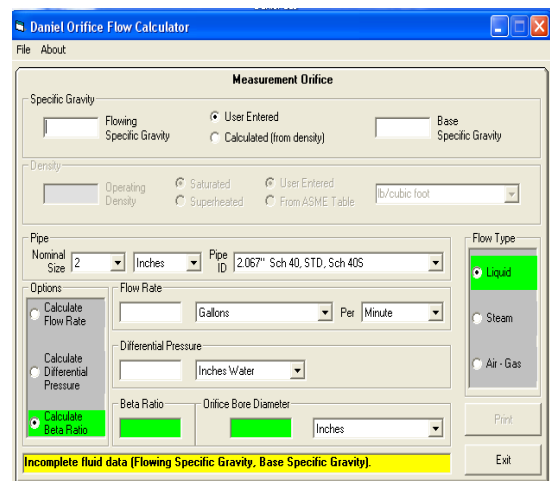 Daniel Orifice Flow Calculator
File About
Measurement Orifice
Specific Gravity
Flowing Specific Gravity
User Entered
Calculated (from density)
Base Specific Gravity
Density
Operating Density
Saturated
Superheated
User Entered
From ASME Table
lb/cubic foot
Pipe
Nominal Size 2 Inches Pipe ID 2.067" Sch 40, STD, Sch 40S
Flow Type
Liquid
Steam
Air - Gas
Options
Calculate Flow Rate
Calculate Differential Pressure
Calculate Beta Ratio
Flow Rate
Gallons Per Minute
Differential Pressure
Inches Water
Beta Ratio
Orifice Bore Diameter
Inches
Print
Exit
Incomplete fluid data (Flowing Specific Gravity, Base Specific Gravity).